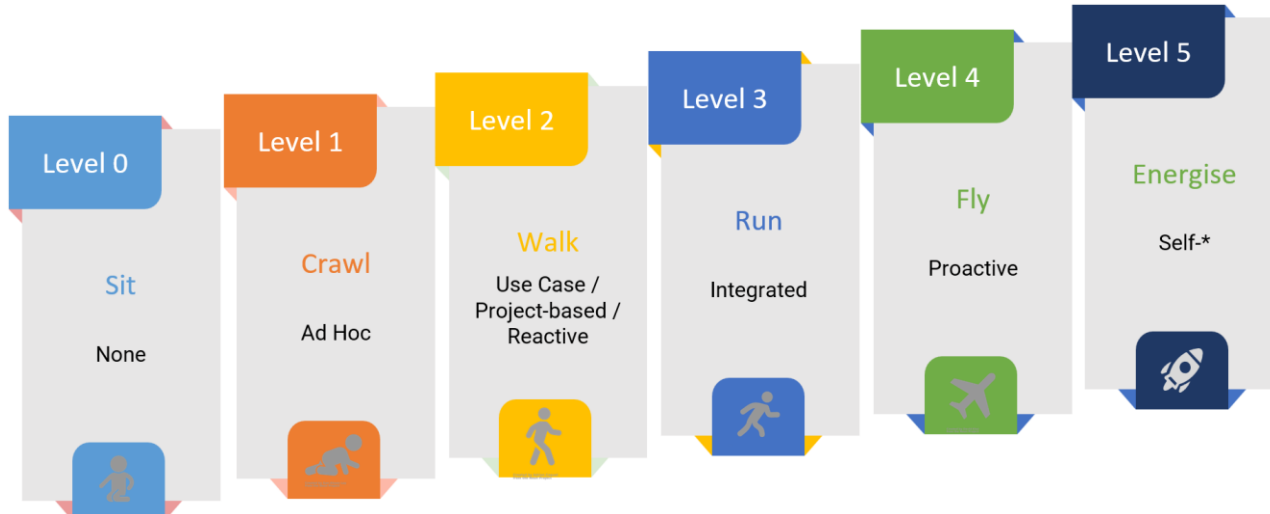 Level 0
Sit
None
Level 1
Crawl
Ad Hoc
Level 2
Walk
Use Case /
Project-based /
Reactive
Level 3
Run
Integrated
Level 4
Fly
Proactive
Level 5
Energise
Self-*